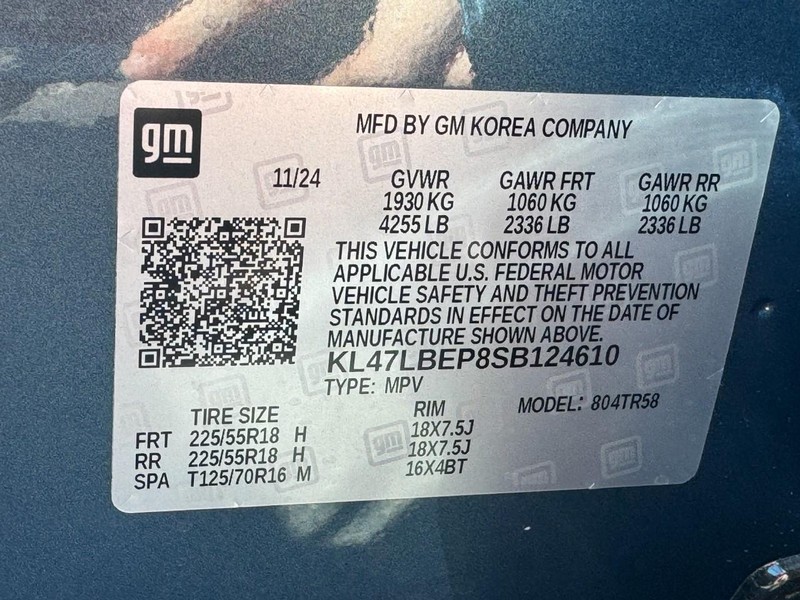 gm
MFD BY GM KOREA COMPANY
11/24 GVWR GAWR FRT GAWR RR
1930 KG 1060 KG 1060 KG
4255 LB 2336 LB 2336 LB
THIS VEHICLE CONFORMS TO ALL
APPLICABLE U.S. FEDERAL MOTOR
VEHICLE SAFETY AND THEFT PREVENTION
STANDARDS IN EFFECT ON THE DATE OF
MANUFACTURE SHOWN ABOVE.
KL47LBEP8SB124610
TYPE: MPV
TIRE SIZE RIM MODEL: 804TR58
FRT 225/55R18 H 18X7.5J
RR 225/55R18 H 18X7.5J
SPA T125/70R16 M 16X4BT